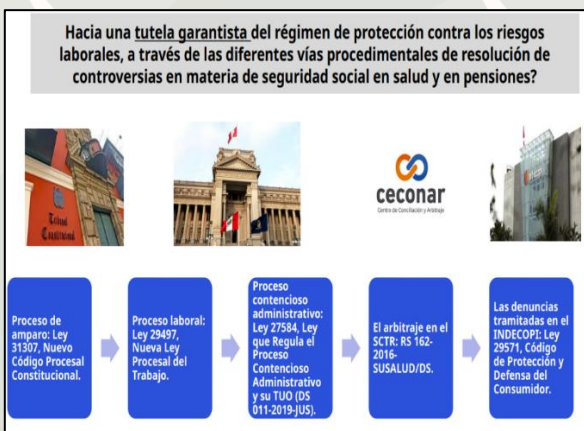 Hacia una tutela garantista del régimen de protección contra los riesgos
laborales, a través de las diferentes vías procedimentales de resolución de
controversias en materia de seguridad social en salud y en pensiones?
Tribunal
Constitucional
ceconar
Centro de Conciliación y Arbitraje
Proceso de
amparo: Ley
31307, Nuevo
Código Procesal
Constitucional.
Proceso laboral:
Ley 29497,
Nueva Ley
Procesal del
Trabajo.
Proceso
contencioso
administrativo:
Ley 27584, Ley
que Regula el
Proceso
Contencioso
Administrativo
y su TUO (DS
011-2019-JUS).
El arbitraje en el
SCTR: RS 162-
2016-
SUSALUD/DS.
Las denuncias
tramitadas en el
INDECOPI: Ley
29571, Código
de Protección y
Defensa del
Consumidor.